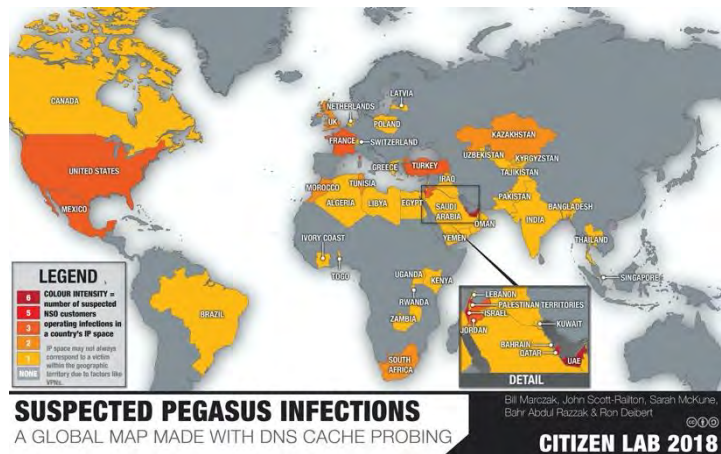 CANADA
UNITED STATES
MEXICO
BRAZIL
LATVIA
NETHERLANDS
UK
POLAND
FRANCE
SWITZERLAND
GREECE
TURKEY
KAZAKHSTAN
UZBEKISTAN
KYRGYZSTAN
TAJIKISTAN
MOROCCO
TUNISIA
IRAQ
ALGERIA
LIBYA
EGYPT
SAUDI
ARABIA
PAKISTAN
BANGLADESH
INDIA
OMAN
YEMEN
THAILAND
IVORY COAST
TOGO
UGANDA
KENYA
RWANDA
ZAMBIA
SOUTH
AFRICA
SINGAPORE
LEBANON
PALESTINIAN TERRITORIES
ISRAEL
JORDAN
KUWAIT
BAHRAIN
QATAR
UAE
DETAIL
LEGEND
6
5
3
2
1
NONE
COLOUR INTENSITY =
number of suspected
NSO customers
operating infections in
a country's IP space
IP space may not always
correspond to a victim
within the geographic
territory due to factors like
VPNs.
SUSPECTED PEGASUS INFECTIONS
A GLOBAL MAP MADE WITH DNS CACHE PROBING
Bill Marczak, John Scott-Railton, Sarah McKune,
Bahr Abdul Razzak & Ron Deibert
CITIZEN LAB 2018